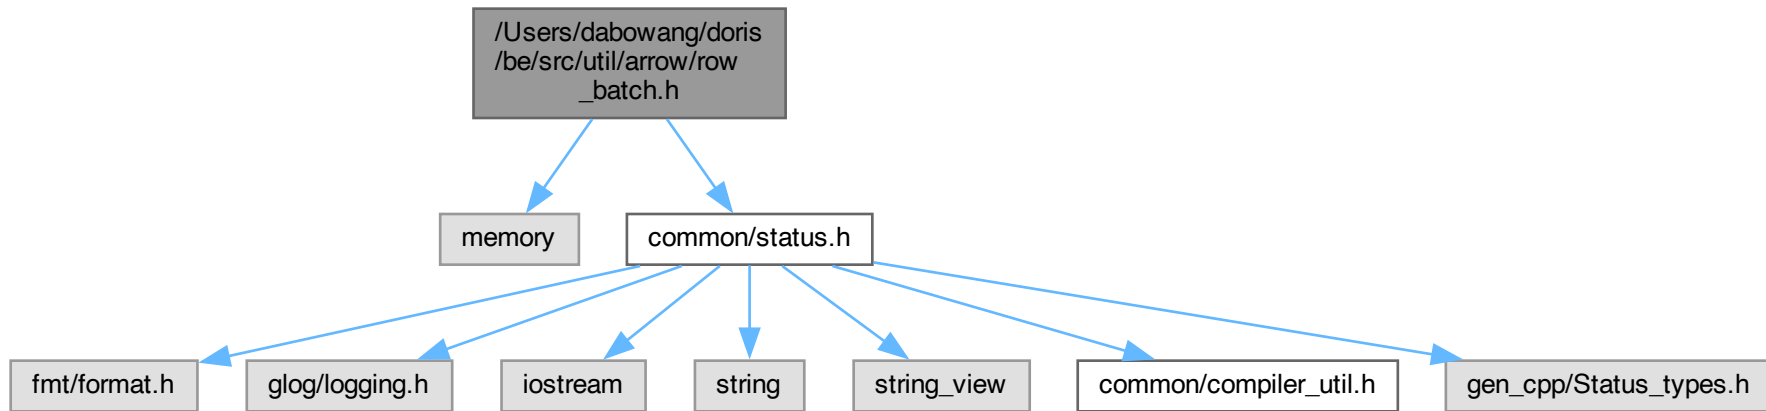 /Users/dabowang/doris
/be/src/util/arrow/row
_batch.h
memory
common/status.h
fmt/format.h
glog/logging.h
iostream
string
string_view
common/compiler_util.h
gen_cpp/Status_types.h